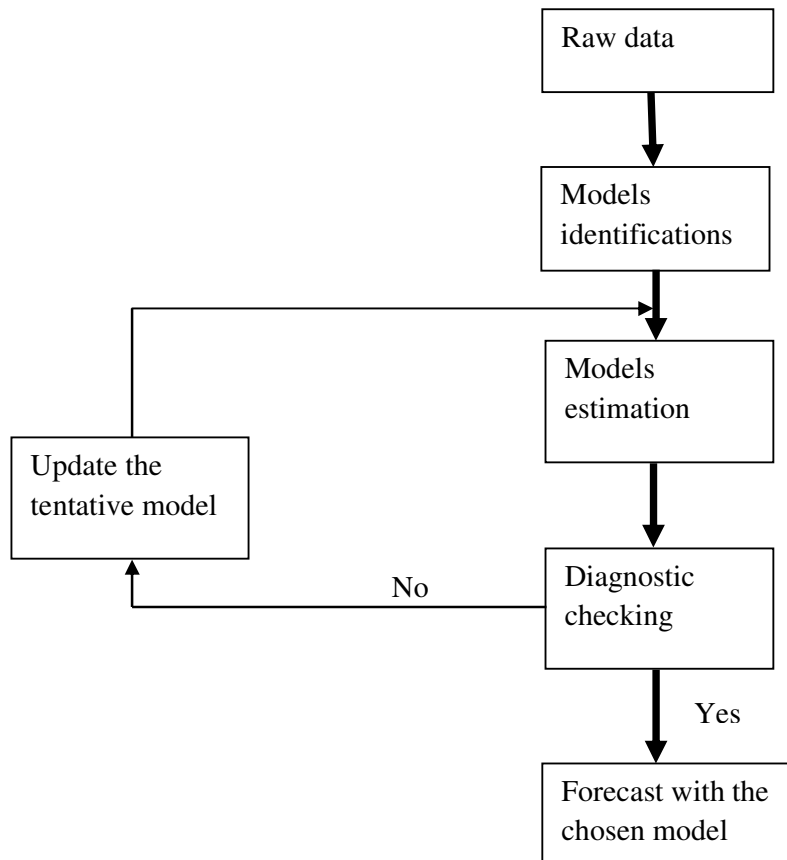 Raw data
Models
identifications
Models
estimation
Update the
tentative model
No
Diagnostic
checking
Yes
Forecast with the
chosen model